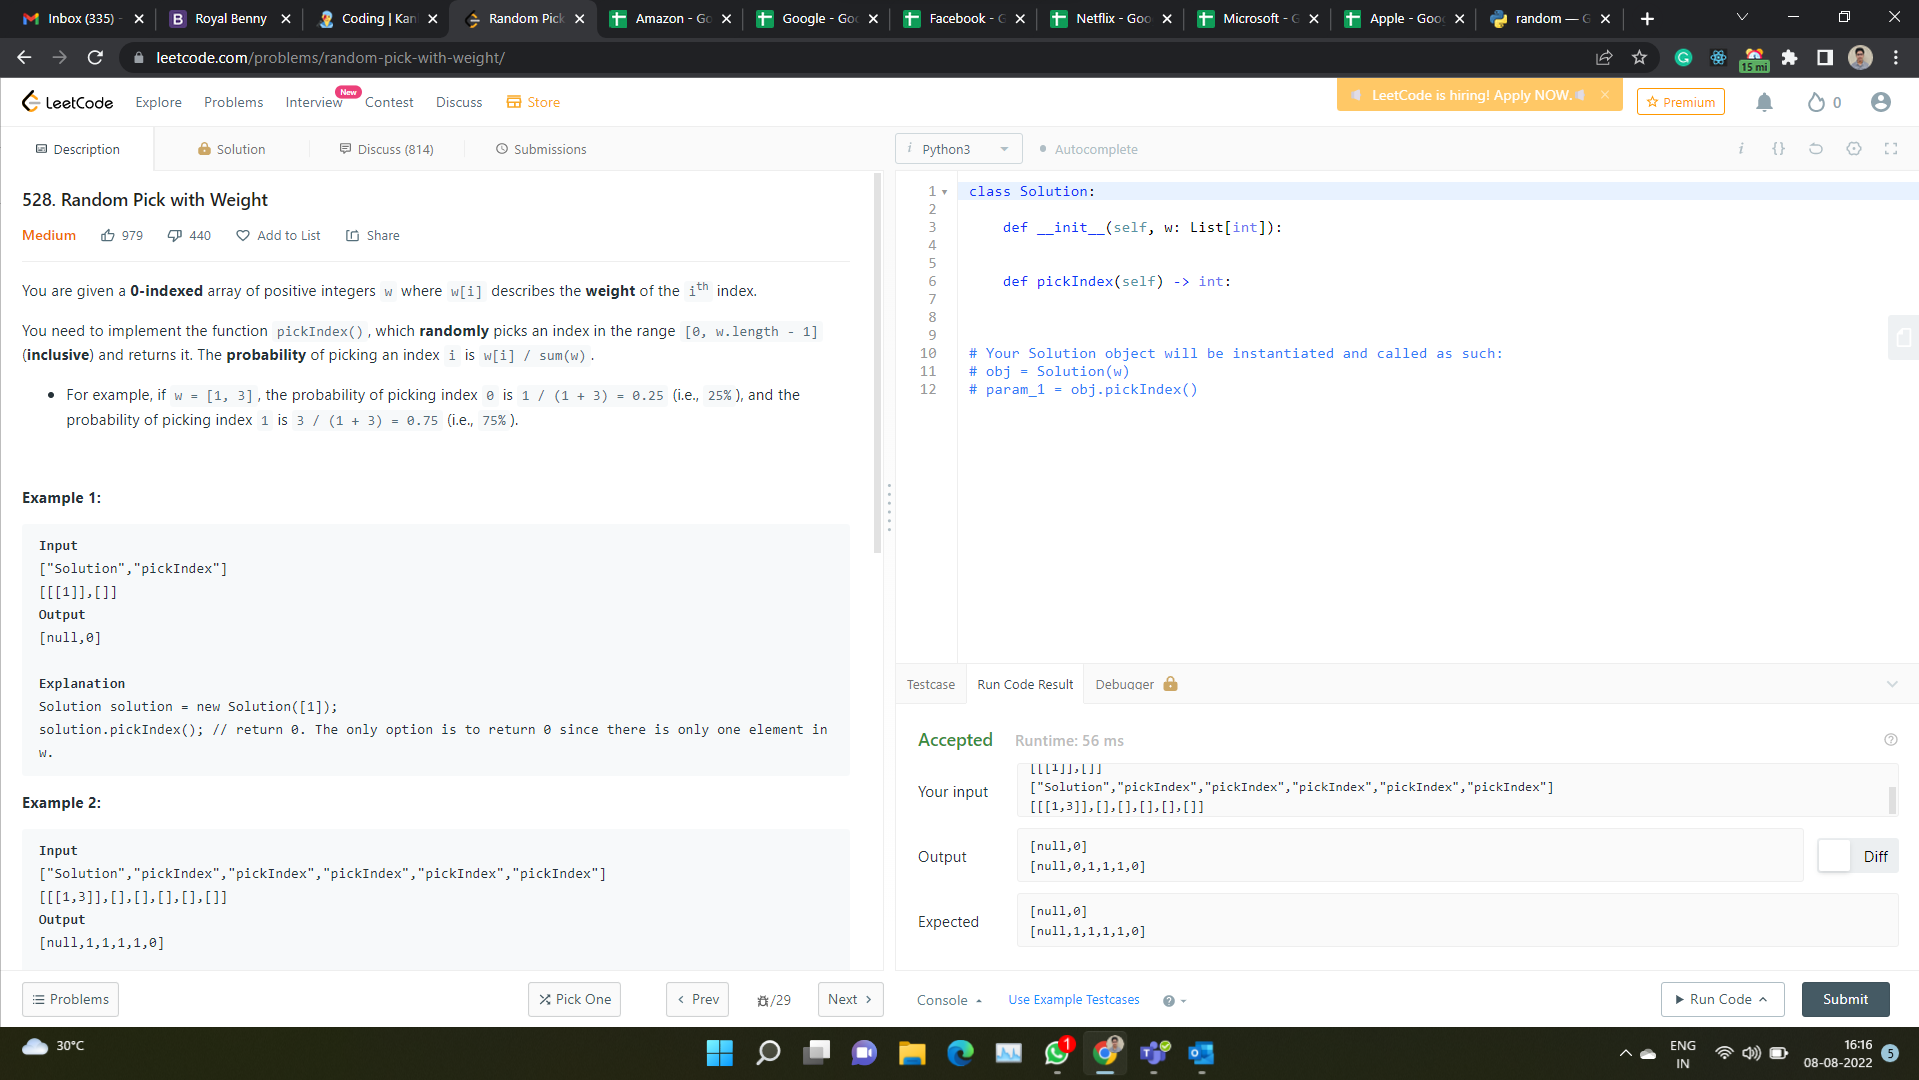 Inbox (335) -
Royal Benny
Coding | Kan
Random Pick
Amazon - Go
Google - Goo
Facebook - G
Netflix - Goo
Microsoft - G
Apple - Goog
random — G
leetcode.com/problems/random-pick-with-weight/
15 mi
LeetCode
Explore
Problems
Interview
New
Contest
Discuss
Store
LeetCode is hiring! Apply NOW.
Premium
0
Description
Solution
Discuss (814)
Submissions
528. Random Pick with Weight
Medium
979
440
Add to List
Share
You are given a 0-indexed array of positive integers w where w[i] describes the weight of the ith index.
You need to implement the function pickIndex(), which randomly picks an index in the range [0, w.length - 1]
(inclusive) and returns it. The probability of picking an index i is w[i] / sum(w).
• For example, if w = [1, 3], the probability of picking index 0 is 1 / (1 + 3) = 0.25 (i.e., 25%), and the
probability of picking index 1 is 3 / (1 + 3) = 0.75 (i.e., 75%).
Example 1:
Input
["Solution","pickIndex"]
[[[1]],[]]
Output
[null,0]
Explanation
Solution solution = new Solution([1]);
solution.pickIndex(); // return 0. The only option is to return 0 since there is only one element in
w.
Example 2:
Input
["Solution","pickIndex","pickIndex","pickIndex","pickIndex","pickIndex"]
[[[1,3]],[],[],[],[],[]]
Output
[null,1,1,1,1,0]
Problems
Pick One
Prev
/29
Next
i Python3
Autocomplete
i {}
1 class Solution:
2
3 def __init__(self, w: List[int]):
4
5
6 def pickIndex(self) -> int:
7
8
9
10 # Your Solution object will be instantiated and called as such:
11 # obj = Solution(w)
12 # param_1 = obj.pickIndex()
Testcase
Run Code Result
Debugger
Accepted
Runtime: 56 ms
Your input
[[[1]],[]]
["Solution","pickIndex","pickIndex","pickIndex","pickIndex","pickIndex"]
[[[1,3]],[],[],[],[],[]]
Output
[null,0]
[null,0,1,1,1,0]
Diff
Expected
[null,0]
[null,1,1,1,1,0]
Console
Use Example Testcases
Run Code
Submit
30°C
1
ENG
IN
16:16
08-08-2022
5